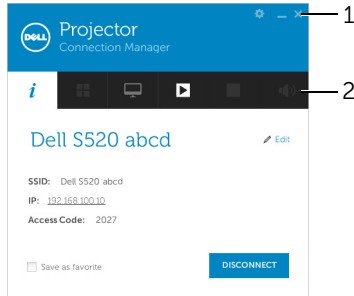 DELL
Projector
Connection Manager
1
i
2
Dell S520 abcd
Edit
SSID: Dell S520 abcd
IP: 192.168.100.10
Access Code: 2027
Save as favorite
DISCONNECT